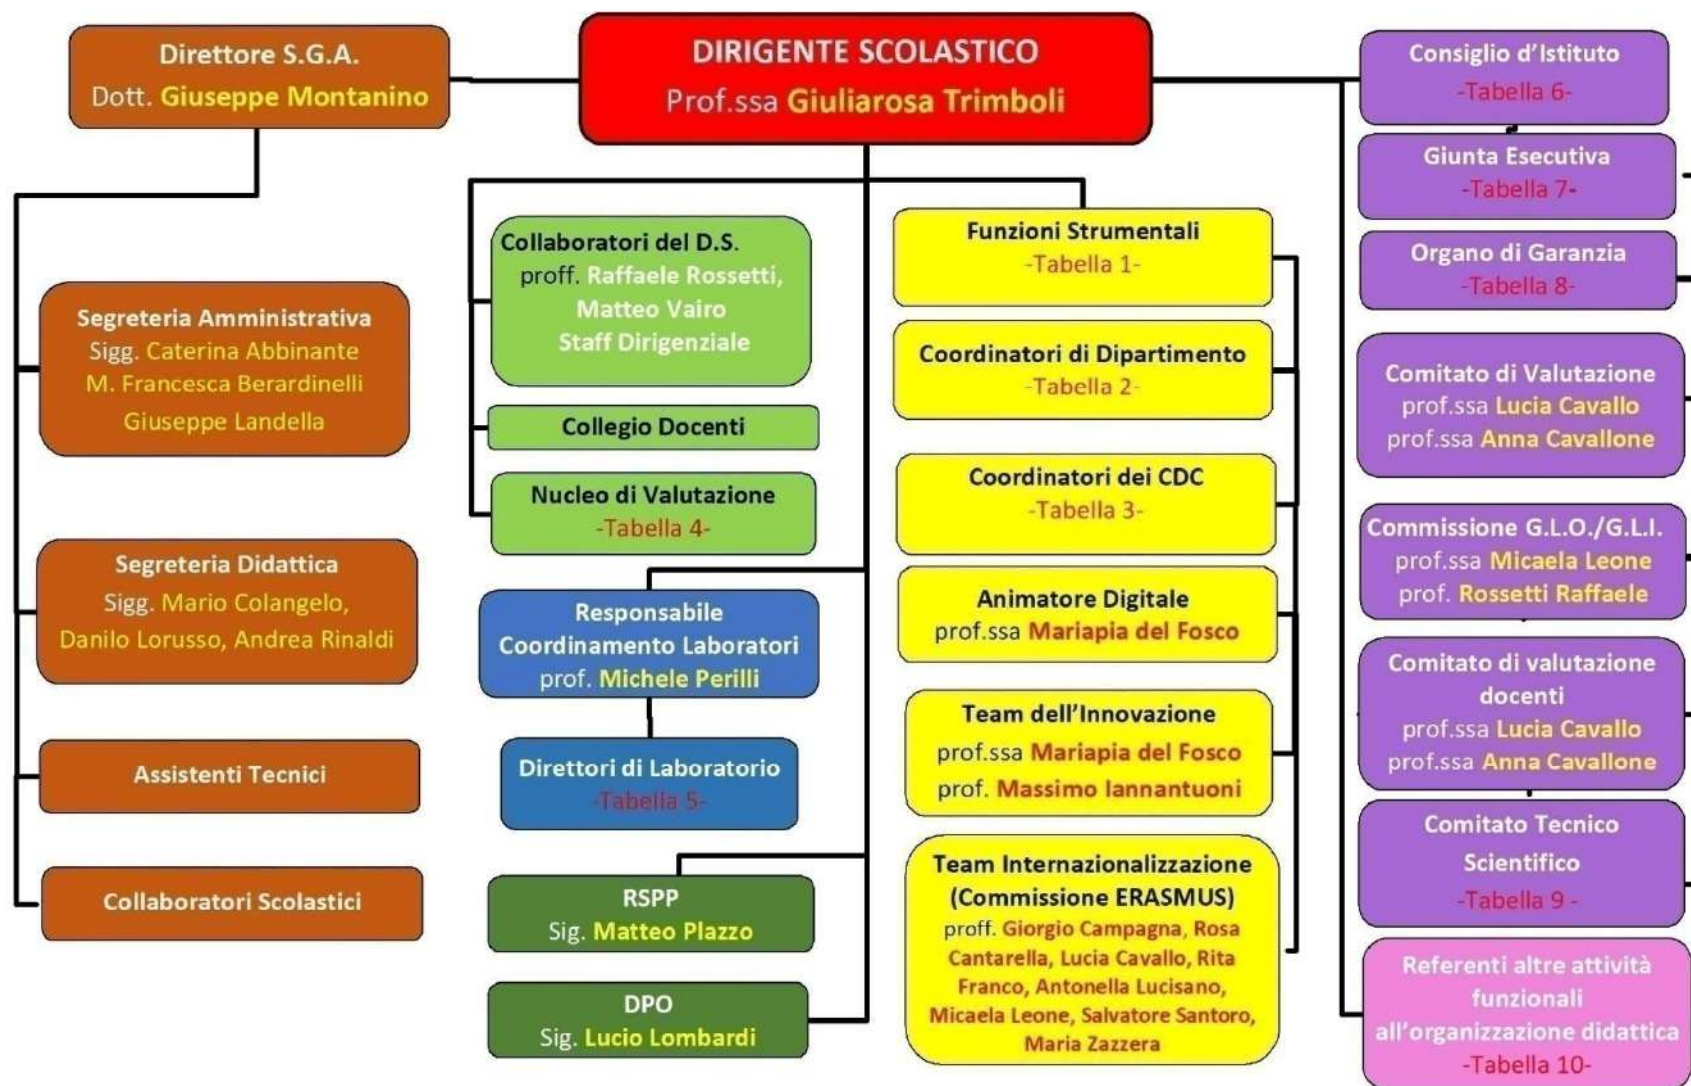 Direttore S.G.A.
Dott. Giuseppe Montanino
DIRIGENTE SCOLASTICO
Prof.ssa Giuliarosa Trimboli
Segreteria Amministrativa
Sigg. Caterina Abbinante
M. Francesca Berardinelli
Giuseppe Landella
Segreteria Didattica
Sigg. Mario Colangelo,
Danilo Lorusso, Andrea Rinaldi
Assistenti Tecnici
Collaboratori Scolastici
Collaboratori del D.S.
proff. Raffaele Rossetti,
Matteo Vairo
Staff Dirigenziale
Collegio Docenti
Nucleo di Valutazione
-Tabella 4-
Responsabile
Coordinamento Laboratori
prof. Michele Perilli
Direttori di Laboratorio
-Tabella 5-
RSPP
Sig. Matteo Plazzo
DPO
Sig. Lucio Lombardi
Funzioni Strumentali
-Tabella 1-
Coordinatori di Dipartimento
-Tabella 2-
Coordinatori dei CDC
-Tabella 3-
Animatore Digitale
prof.ssa Mariapia del Fosco
Team dell’Innovazione
prof.ssa Mariapia del Fosco
prof. Massimo Iannantuoni
Team Internazionalizzazione
(Commissione ERASMUS)
proff. Giorgio Campagna, Rosa
Cantarella, Lucia Cavallo, Rita
Franco, Antonella Lucisano,
Micaela Leone, Salvatore Santoro,
Maria Zazzera
Consiglio d’Istituto
-Tabella 6-
Giunta Esecutiva
-Tabella 7-
Organo di Garanzia
-Tabella 8-
Comitato di Valutazione
prof.ssa Lucia Cavallo
prof.ssa Anna Cavallone
Commissione G.L.O./G.L.I.
prof.ssa Micaela Leone
prof. Rossetti Raffaele
Comitato di valutazione
docenti
prof.ssa Lucia Cavallo
prof.ssa Anna Cavallone
Comitato Tecnico
Scientifico
-Tabella 9 -
Referenti altre attività
funzionali
all’organizzazione didattica
-Tabella 10-